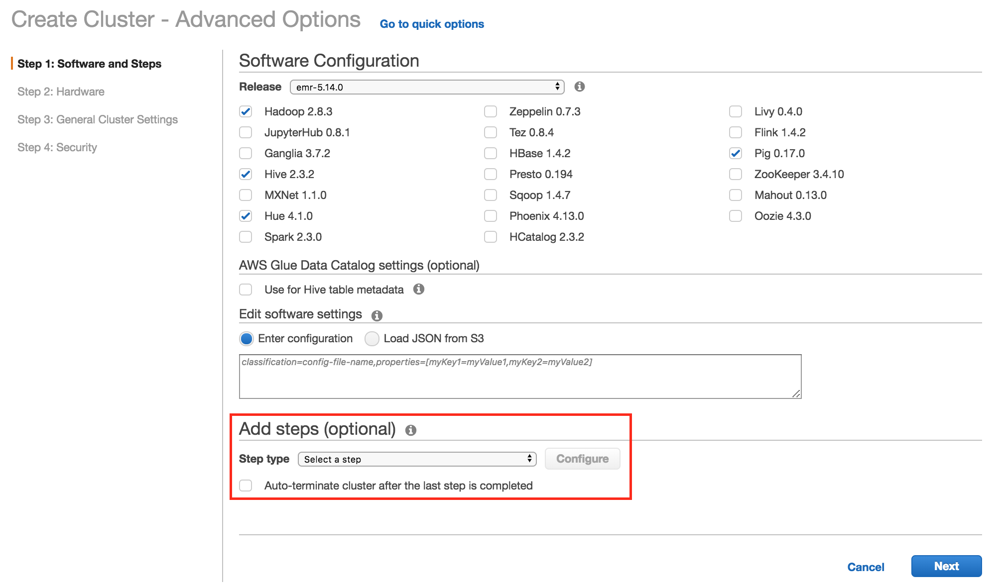 Create Cluster - Advanced Options Go to quick options
Step 1: Software and Steps
Step 2: Hardware
Step 3: General Cluster Settings
Step 4: Security
Software Configuration
Release emr-5.14.0
Hadoop 2.8.3 Zeppelin 0.7.3 Livy 0.4.0
JupyterHub 0.8.1 Tez 0.8.4 Flink 1.4.2
Ganglia 3.7.2 HBase 1.4.2 Pig 0.17.0
Hive 2.3.2 Presto 0.194 ZooKeeper 3.4.10
MXNet 1.1.0 Sqoop 1.4.7 Mahout 0.13.0
Hue 4.1.0 Phoenix 4.13.0 Oozie 4.3.0
Spark 2.3.0 HCatalog 2.3.2
AWS Glue Data Catalog settings (optional)
Use for Hive table metadata
Edit software settings
Enter configuration Load JSON from S3
classification=config-file-name,properties=[myKey1=myValue1,myKey2=myValue2]
Add steps (optional)
Step type Select a step Configure
Auto-terminate cluster after the last step is completed
Cancel Next